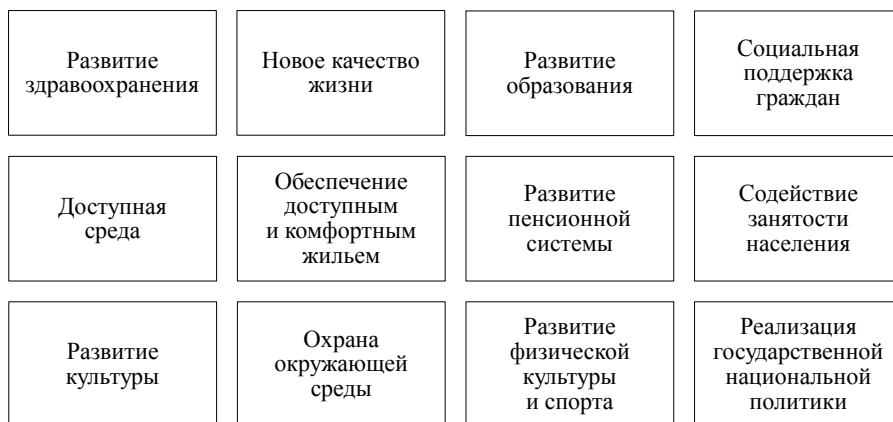 Развитие
здравоохранения
Новое качество
жизни
Развитие
образования
Социальная
поддержка
граждан
Доступная
среда
Обеспечение
доступным
и комфортным
жильем
Развитие
пенсионной
системы
Содействие
занятости
населения
Развитие
культуры
Охрана
окружающей
среды
Развитие
физической
культуры
и спорта
Реализация
государственной
национальной
политики